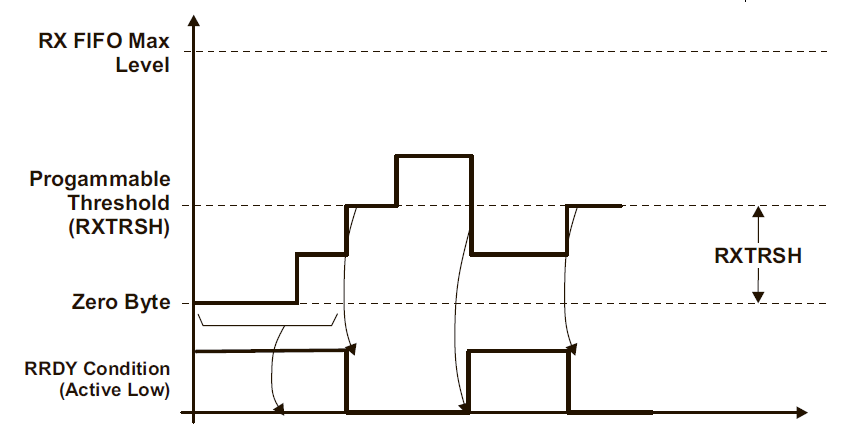 RX FIFO Max
Level
Progammable
Threshold
(RXTRSH)
RXTRSH
Zero Byte
RRDY Condition
(Active Low)